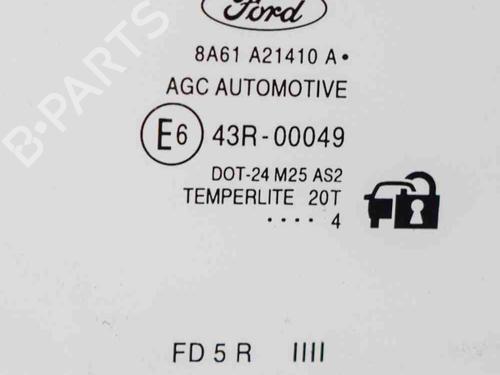 Ford
8A61 A21410 A•
AGC AUTOMOTIVE
E6 43R-00049
DOT-24 M25 AS2
TEMPERLITE 20T
···· 4
FD 5 R IIII
B-PARTS